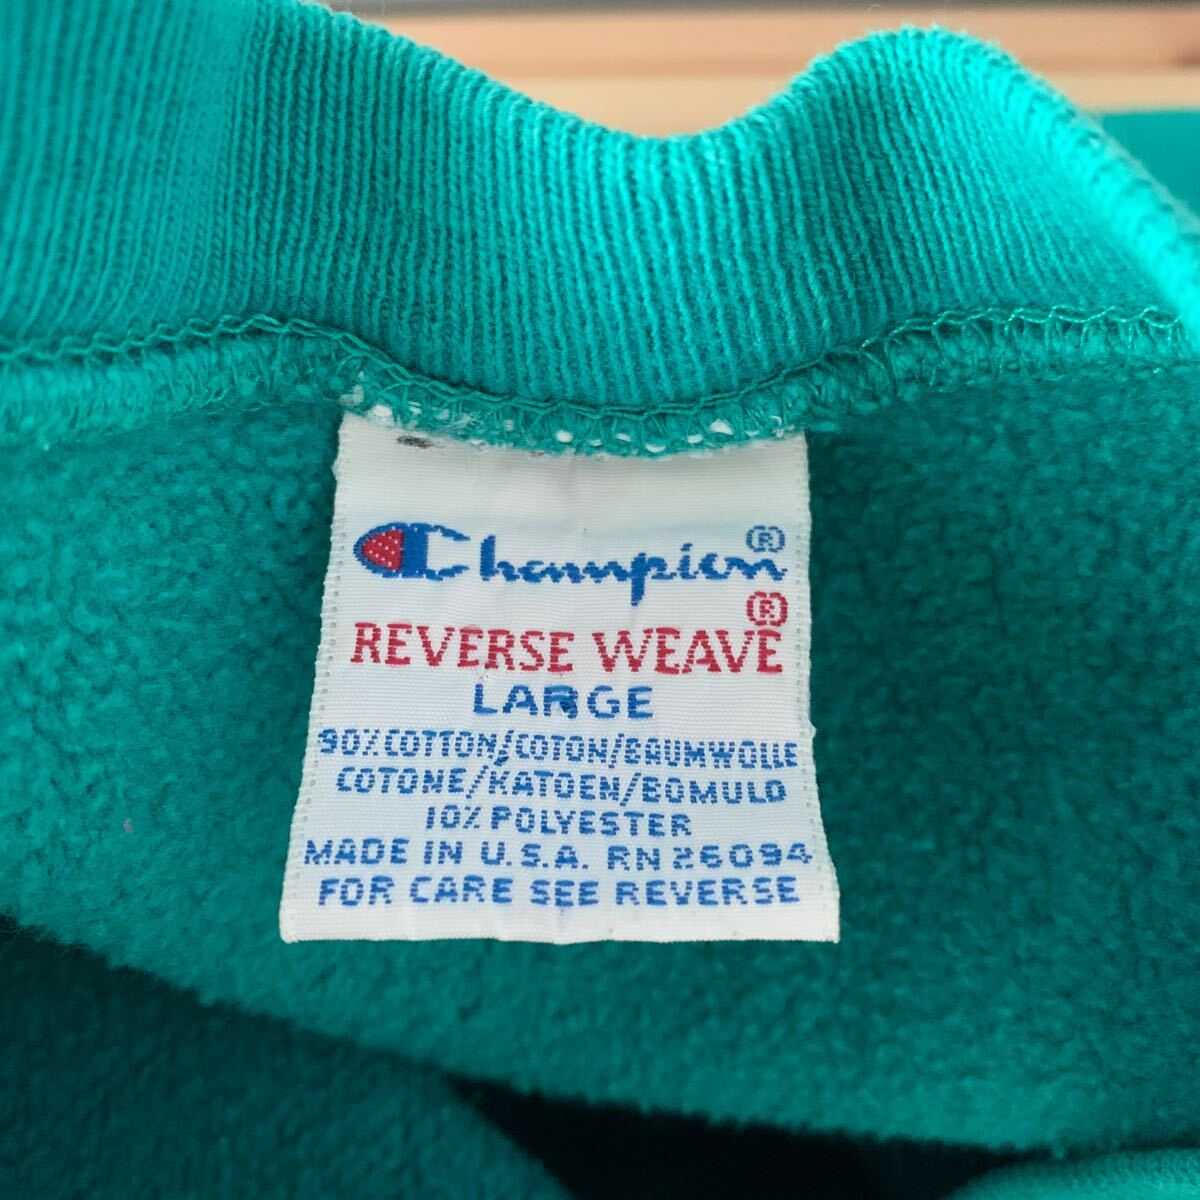 Champion®
REVERSE WEAVE®
LARGE
90% COTTON/COTON/BAUMWOLLE
COTONE/KATOEN/BOMULD
10% POLYESTER
MADE IN U.S.A. RN 26094
FOR CARE SEE REVERSE